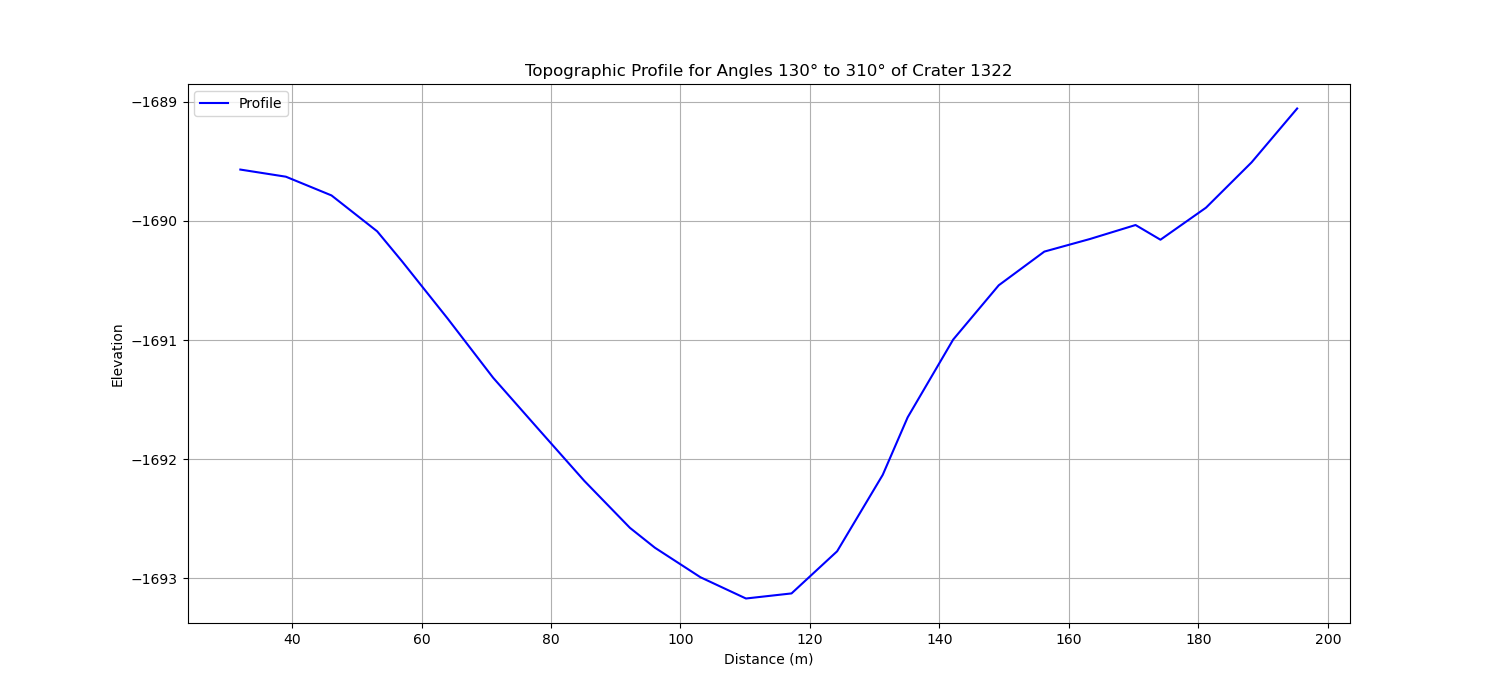 Topographic Profile for Angles 130° to 310° of Crater 1322
Profile
−1689
−1690
−1691
−1692
−1693
Elevation
40 60 80 100 120 140 160 180 200
Distance (m)